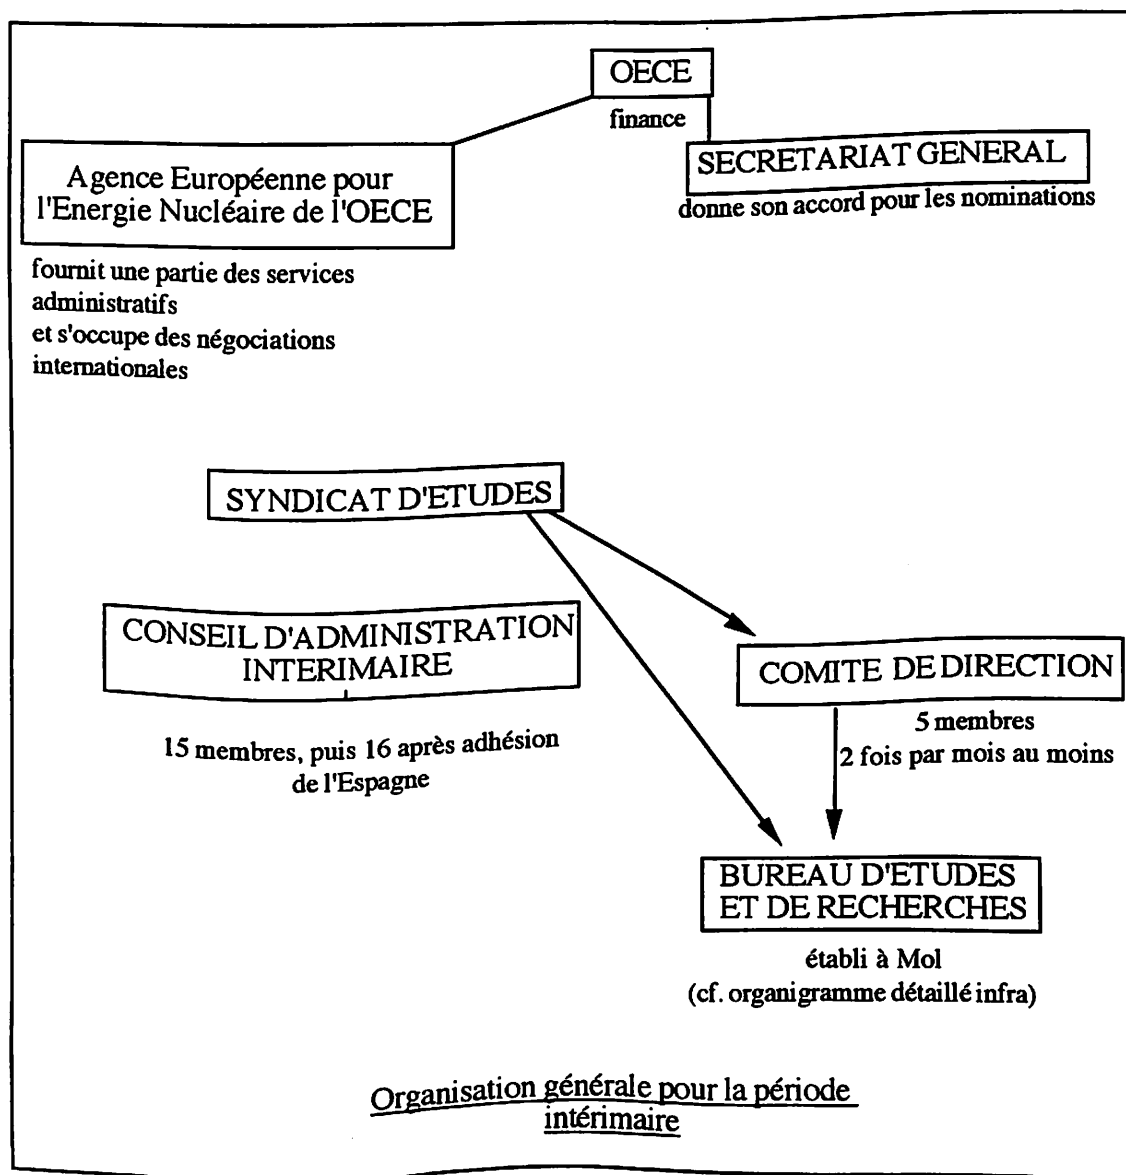 OECE
finance
SECRETARIAT GENERAL
donne son accord pour les nominations
Agence Européenne pour
l'Energie Nucléaire de l'OECE
fournit une partie des services
administratifs
et s'occupe des négociations
internationales
SYNDICAT D'ETUDES
CONSEIL D'ADMINISTRATION
INTERIMAIRE
15 membres, puis 16 après adhésion
de l'Espagne
COMITE DE DIRECTION
5 membres
2 fois par mois au moins
BUREAU D'ETUDES
ET DE RECHERCHES
établi à Mol
(cf. organigramme détaillé infra)
Organisation générale pour la période
intérimaire